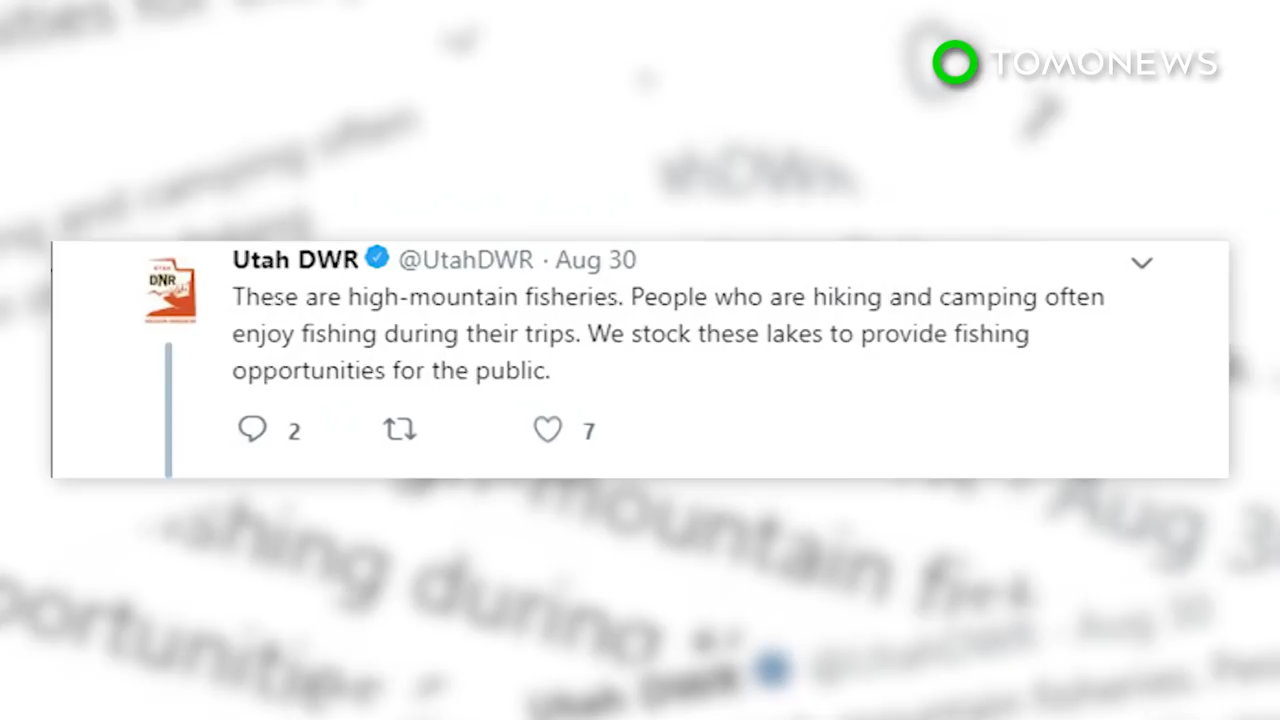 TOMONEWS
Utah DWR @UtahDWR · Aug 30
These are high-mountain fisheries. People who are hiking and camping often
enjoy fishing during their trips. We stock these lakes to provide fishing
opportunities for the public.
2 7
DNR